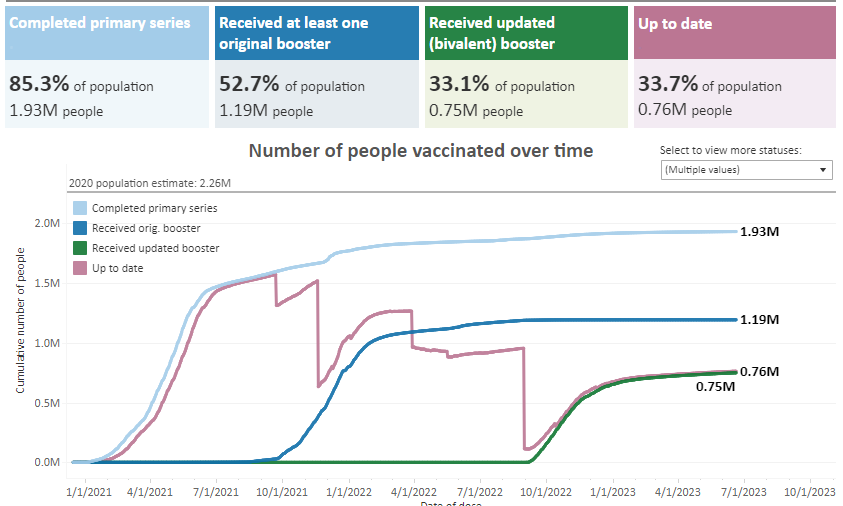 Completed primary series
Received at least one
original booster
Received updated
(bivalent) booster
Up to date
85.3% of population
1.93M people
52.7% of population
1.19M people
33.1% of population
0.75M people
33.7% of population
0.76M people
Number of people vaccinated over time
Select to view more statuses:
(Multiple values)
2020 population estimate: 2.26M
Completed primary series
Received orig. booster
Received updated booster
Up to date
Cumulative number of people
2.0M
1.5M
1.0M
0.5M
0.0M
1.93M
1.19M
0.76M
0.75M
1/1/2021 4/1/2021 7/1/2021 10/1/2021 1/1/2022 4/1/2022 7/1/2022 10/1/2022 1/1/2023 4/1/2023 7/1/2023 10/1/2023
Date of dose